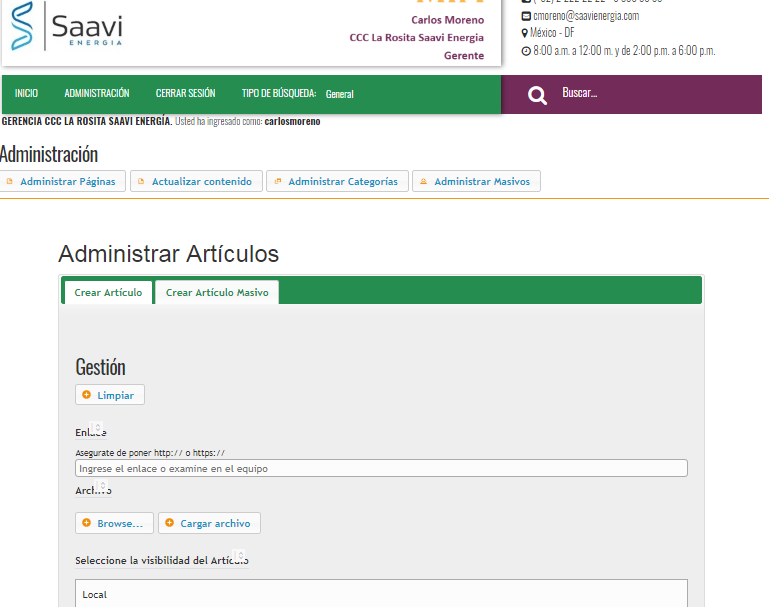 Saavi
ENERGIA
Carlos Moreno
CCC La Rosita Saavi Energia
Gerente
cmoreno@saavienergia.com
México - DF
8:00 a.m. a 12:00 m. y de 2:00 p.m. a 6:00 p.m.
INICIO ADMINISTRACIÓN CERRAR SESIÓN TIPO DE BÚSQUEDA: General Buscar...
GERENCIA CCC LA ROSITA SAAVI ENERGÍA. Usted ha ingresado como: carlosmoreno
Administración
Administrar Páginas Actualizar contenido Administrar Categorías Administrar Masivos
Administrar Artículos
Crear Artículo Crear Artículo Masivo
Gestión
Limpiar
Enlace
Asegurate de poner http:// o https://
Ingrese el enlace o examine en el equipo
Archivo
Browse... Cargar archivo
Seleccione la visibilidad del Artículo
Local